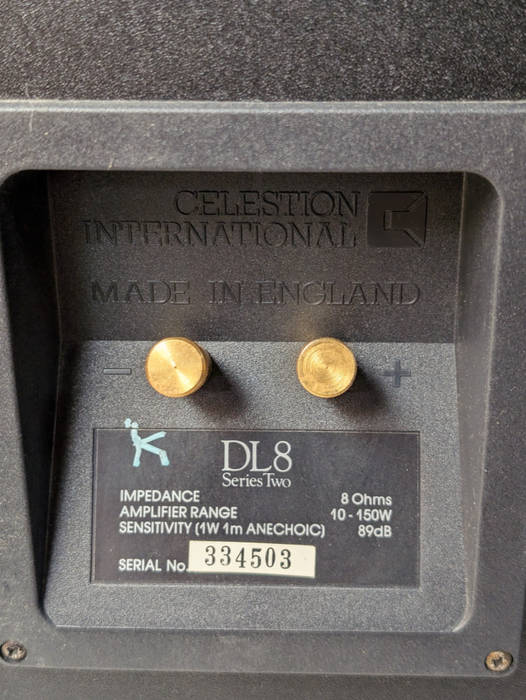 CELESTION
INTERNATIONAL
MADE IN ENGLAND
– +
K
DL8
Series Two
IMPEDANCE 8 Ohms
AMPLIFIER RANGE 10 - 150W
SENSITIVITY (1W 1m ANECHOIC) 89dB
SERIAL No. 334503